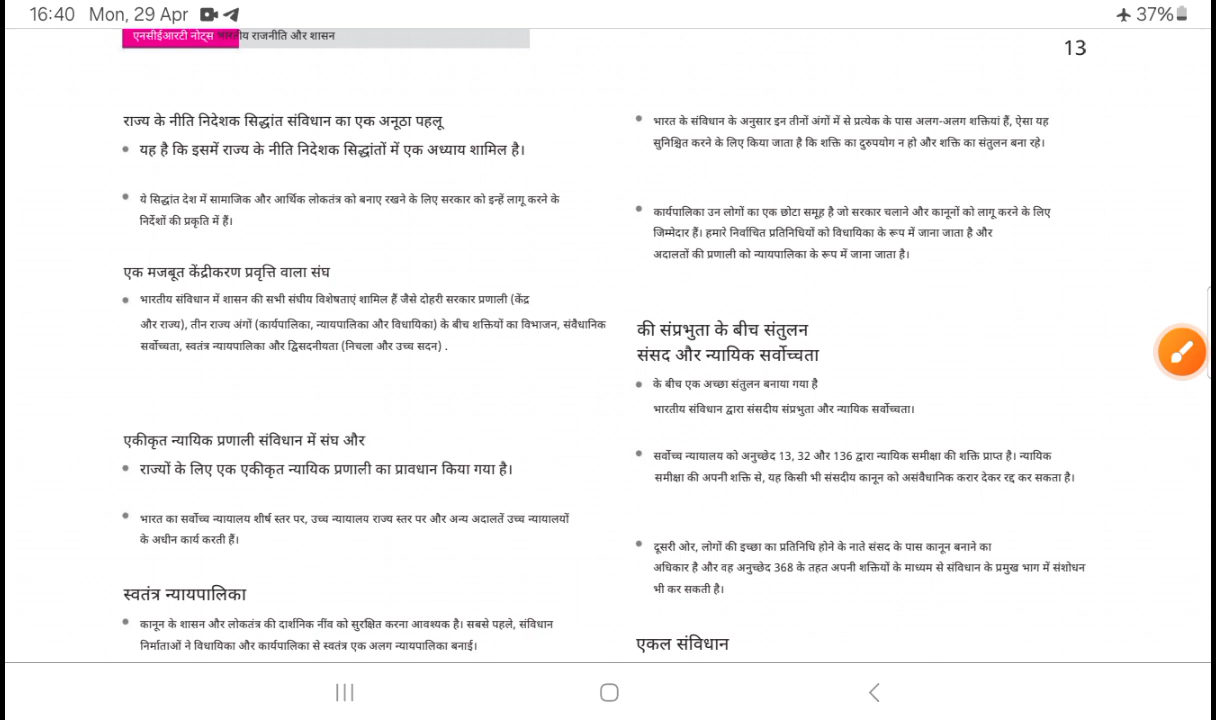 16:40 Mon, 29 Apr
37%
एनसीईआरटी नोट्स भारतीय राजनीति और शासन
13
राज्य के नीति निदेशक सिद्धांत संविधान का एक अनूठा पहलू
• यह है कि इसमें राज्य के नीति निदेशक सिद्धांतों में एक अध्याय शामिल है।
• ये सिद्धांत देश में सामाजिक और आर्थिक लोकतंत्र को बनाए रखने के लिए सरकार को इन्हें लागू करने के
निर्देशों की प्रकृति में हैं।
एक मजबूत केंद्रीकरण प्रवृत्ति वाला संघ
• भारतीय संविधान में शासन की सभी संघीय विशेषताएं शामिल हैं जैसे दोहरी सरकार प्रणाली (केंद्र
और राज्य), तीन राज्य अंगों (कार्यपालिका, न्यायपालिका और विधायिका) के बीच शक्तियों का विभाजन, संवैधानिक
सर्वोच्चता, स्वतंत्र न्यायपालिका और द्विसदनीयता (निचला और उच्च सदन) .
एकीकृत न्यायिक प्रणाली संविधान में संघ और
• राज्यों के लिए एक एकीकृत न्यायिक प्रणाली का प्रावधान किया गया है।
• भारत का सर्वोच्च न्यायालय शीर्ष स्तर पर, उच्च न्यायालय राज्य स्तर पर और अन्य अदालतें उच्च न्यायालयों
के अधीन कार्य करती हैं।
स्वतंत्र न्यायपालिका
• कानून के शासन और लोकतंत्र की दार्शनिक नींव को सुरक्षित करना आवश्यक है। सबसे पहले, संविधान
निर्माताओं ने विधायिका और कार्यपालिका से स्वतंत्र एक अलग न्यायपालिका बनाई।
• भारत के संविधान के अनुसार इन तीनों अंगों में से प्रत्येक के पास अलग-अलग शक्तियां हैं, ऐसा यह
सुनिश्चित करने के लिए किया जाता है कि शक्ति का दुरुपयोग न हो और शक्ति का संतुलन बना रहे।
• कार्यपालिका उन लोगों का एक छोटा समूह है जो सरकार चलाने और कानूनों को लागू करने के लिए
जिम्मेदार हैं। हमारे निर्वाचित प्रतिनिधियों को विधायिका के रूप में जाना जाता है और
अदालतों की प्रणाली को न्यायपालिका के रूप में जाना जाता है।
की संप्रभुता के बीच संतुलन
संसद और न्यायिक सर्वोच्चता
• के बीच एक अच्छा संतुलन बनाया गया है
भारतीय संविधान द्वारा संसदीय संप्रभुता और न्यायिक सर्वोच्चता।
• सर्वोच्च न्यायालय को अनुच्छेद 13, 32 और 136 द्वारा न्यायिक समीक्षा की शक्ति प्राप्त है। न्यायिक
समीक्षा की अपनी शक्ति से, यह किसी भी संसदीय कानून को असंवैधानिक करार देकर रद्द कर सकता है।
• दूसरी ओर, लोगों की इच्छा का प्रतिनिधि होने के नाते संसद के पास कानून बनाने का
अधिकार है और वह अनुच्छेद 368 के तहत अपनी शक्तियों के माध्यम से संविधान के प्रमुख भाग में संशोधन
भी कर सकती है।
एकल संविधान